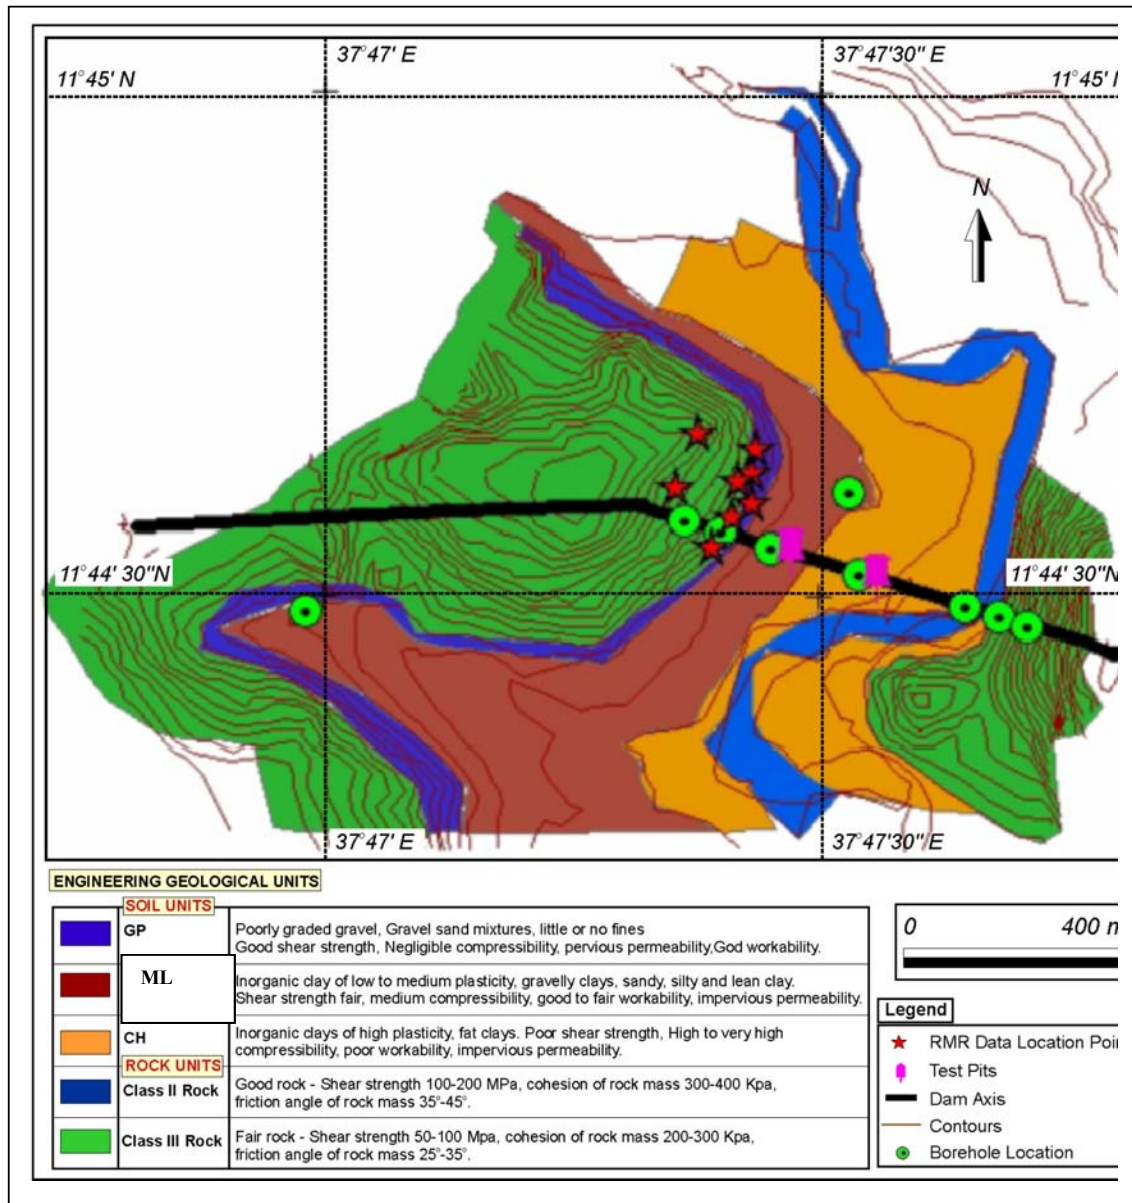 37°47' E
37°47'30" E
11°45' N
11°45' N
N
11°44' 30"N
11°44' 30"N
37°47' E
37°47'30" E
ENGINEERING GEOLOGICAL UNITS
SOIL UNITS
GP
Poorly graded gravel, Gravel sand mixtures, little or no fines
Good shear strength, Negligible compressibility, pervious permeability,God workability.
ML
Inorganic clay of low to medium plasticity, gravelly clays, sandy, silty and lean clay.
Shear strength fair, medium compressibility, good to fair workability, impervious permeability.
CH
Inorganic clays of high plasticity, fat clays. Poor shear strength, High to very high
compressibility, poor workability, impervious permeability.
ROCK UNITS
Class II Rock
Good rock - Shear strength 100-200 MPa, cohesion of rock mass 300-400 Kpa,
friction angle of rock mass 35°-45°.
Class III Rock
Fair rock - Shear strength 50-100 Mpa, cohesion of rock mass 200-300 Kpa,
friction angle of rock mass 25°-35°.
0 400
Legend
RMR Data Location
Test Pits
Dam Axis
Contours
Borehole Location